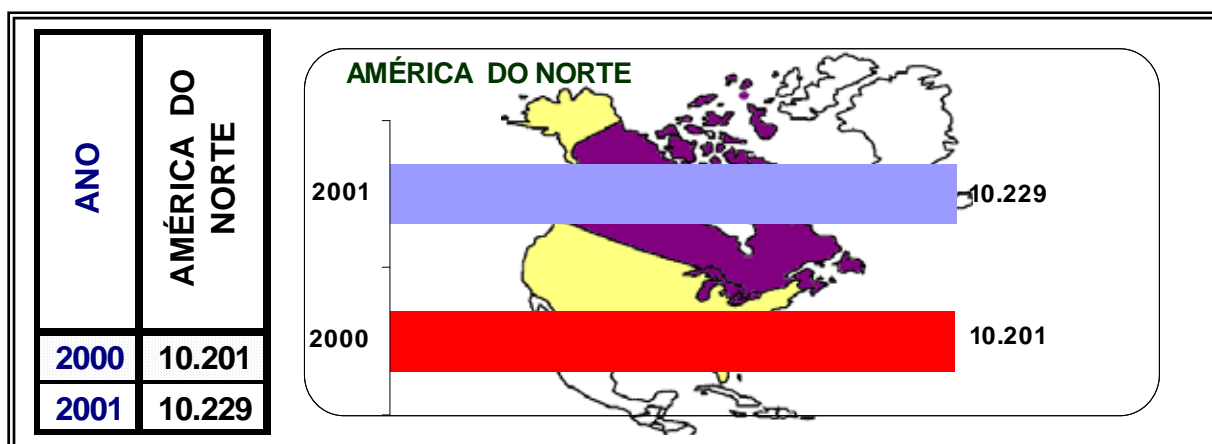 ANO
AMÉRICA DO
NORTE
2000 10.201
2001 10.229
AMÉRICA DO NORTE
2001 10.229
2000 10.201